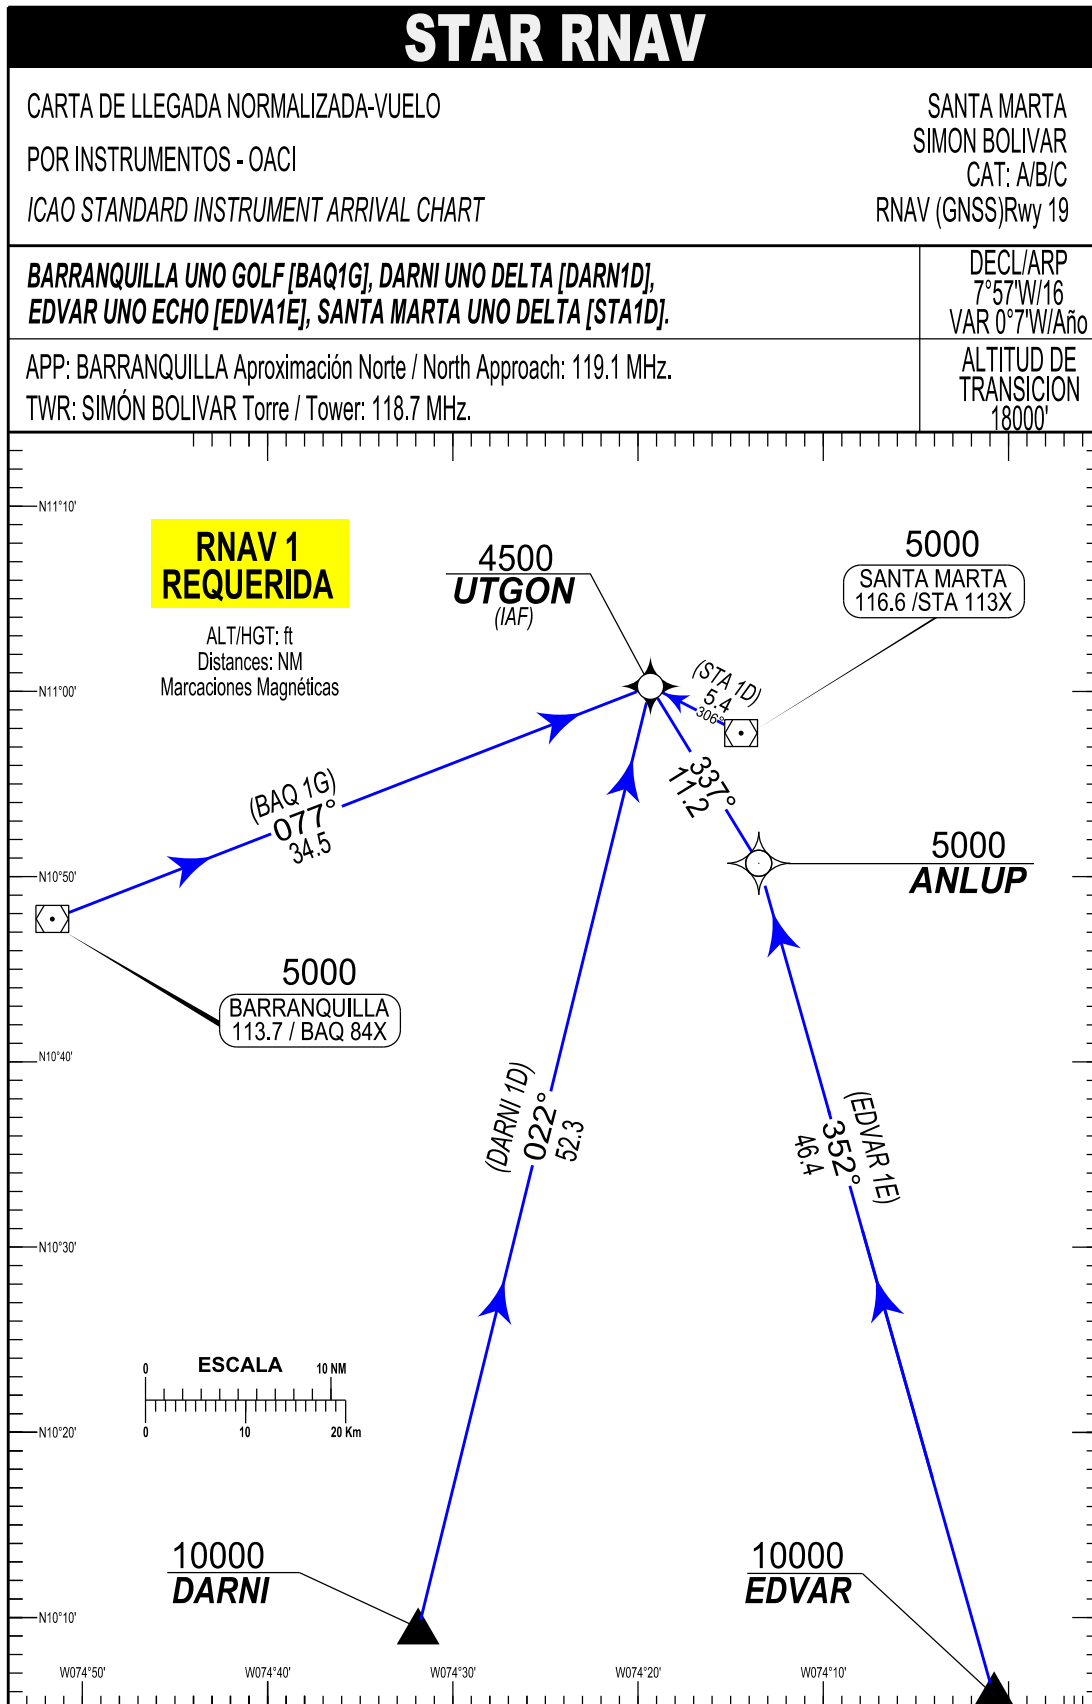 STAR RNAV
CARTA DE LLEGADA NORMALIZADA-VUELO
POR INSTRUMENTOS - OACI
ICAO STANDARD INSTRUMENT ARRIVAL CHART
SANTA MARTA
SIMON BOLIVAR
CAT: A/B/C
RNAV (GNSS)Rwy 19
BARRANQUILLA UNO GOLF [BAQ1G], DARNI UNO DELTA [DARN1D],
EDVAR UNO ECHO [EDVA1E], SANTA MARTA UNO DELTA [STA1D].
DECL/ARP
7°57'W/16
VAR 0°7'W/Año
APP: BARRANQUILLA Aproximación Norte / North Approach: 119.1 MHz.
TWR: SIMÓN BOLIVAR Torre / Tower: 118.7 MHz.
ALTITUD DE
TRANSICION
18000'
N11°10'
RNAV 1
REQUERIDA
ALT/HGT: ft
Distances: NM
Marcaciones Magnéticas
4500
UTGON
(IAF)
5000
SANTA MARTA
116.6 /STA 113X
N11°00'
(STA 1D)
5.4
306°
337°
11.2
(BAQ 1G)
077°
34.5
5000
ANLUP
N10°50'
5000
BARRANQUILLA
113.7 / BAQ 84X
N10°40'
(DARNI 1D)
022°
52.3
(EDVAR 1E)
352°
46.4
N10°30'
0
ESCALA
10 NM
0
10
20 Km
N10°20'
10000
DARNI
10000
EDVAR
N10°10'
W074°50'
W074°40'
W074°30'
W074°20'
W074°10'